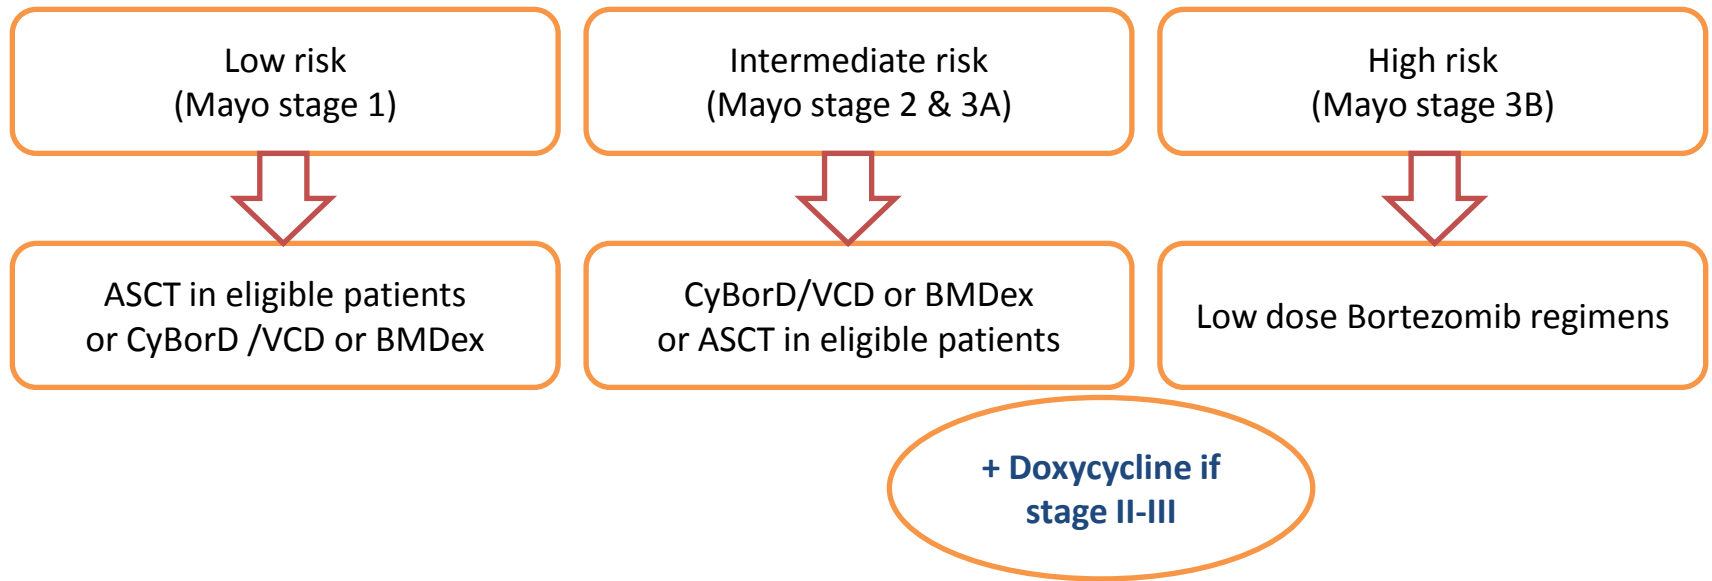 Low risk
(Mayo stage 1)
Intermediate risk
(Mayo stage 2 & 3A)
High risk
(Mayo stage 3B)
ASCT in eligible patients
or CyBorD /VCD or BMDex
CyBorD/VCD or BMDex
or ASCT in eligible patients
Low dose Bortezomib regimens
+ Doxycycline if
stage II-III